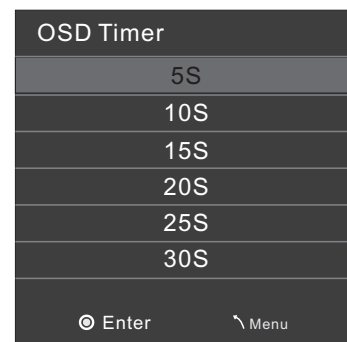 OSD Timer
5S
10S
15S
20S
25S
30S
Enter Menu